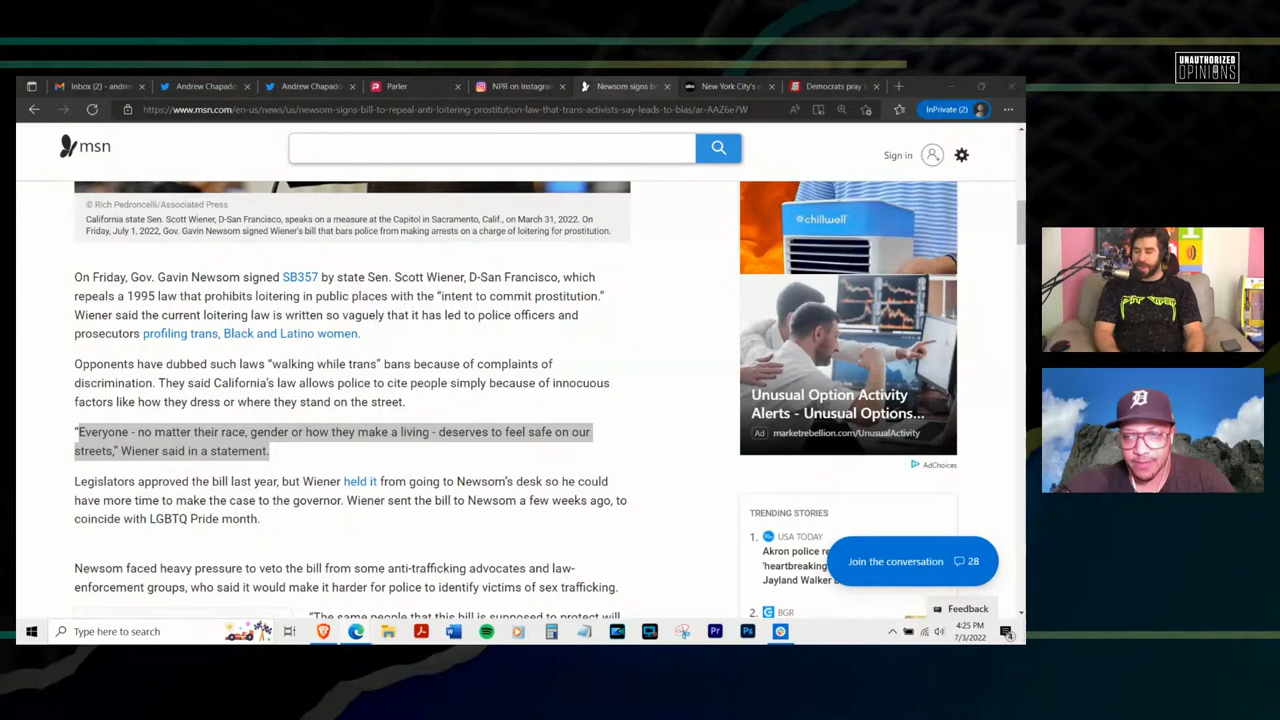 UNAUTHORIZED
OPINIONS
Inbox (2) - andre
Andrew Chapado
Andrew Chapado
Parler
NPR on Instagra
Newsom signs bi
New York City's
Democrats pray
https://www.msn.com/en-us/news/us/newsom-signs-bill-to-repeal-anti-loitering-prostitution-law-that-trans-activists-say-leads-to-bias/ar-AAZ6e7W
InPrivate (2)
msn
Sign in
© Rich Pedroncelli/Associated Press
California state Sen. Scott Wiener, D-San Francisco, speaks on a measure at the Capitol in Sacramento, Calif., on March 31, 2022. On
Friday, July 1, 2022, Gov. Gavin Newsom signed Wiener's bill that bars police from making arrests on a charge of loitering for prostitution.
On Friday, Gov. Gavin Newsom signed SB357 by state Sen. Scott Wiener, D-San Francisco, which
repeals a 1995 law that prohibits loitering in public places with the “intent to commit prostitution.”
Wiener said the current loitering law is written so vaguely that it has led to police officers and
prosecutors profiling trans, Black and Latino women.
Opponents have dubbed such laws “walking while trans” bans because of complaints of
discrimination. They said California’s law allows police to cite people simply because of innocuous
factors like how they dress or where they stand on the street.
“Everyone - no matter their race, gender or how they make a living - deserves to feel safe on our
streets,” Wiener said in a statement.
Legislators approved the bill last year, but Wiener held it from going to Newsom’s desk so he could
have more time to make the case to the governor. Wiener sent the bill to Newsom a few weeks ago, to
coincide with LGBTQ Pride month.
Newsom faced heavy pressure to veto the bill from some anti-trafficking advocates and law-
enforcement groups, who said it would make it harder for police to identify victims of sex trafficking.
“The same people that this bill is supposed to protect will
chillwell
Unusual Option Activity
Alerts - Unusual Options...
Ad marketrebellion.com/UnusualActivity
AdChoices
TRENDING STORIES
1. USA TODAY
Akron police re
'heartbreaking
Jayland Walker
2. BGR
Join the conversation 28
Feedback
Type here to search
4:25 PM
7/3/2022